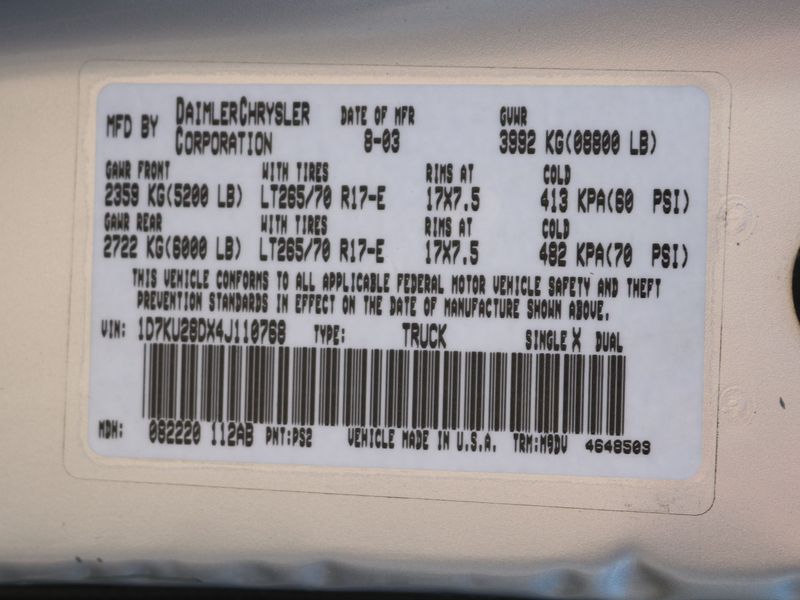 MFD BY DAIMLERCHRYSLER CORPORATION DATE OF MFR 8-03 GVWR 3992 KG(08800 LB)
GAWR FRONT WITH TIRES RIMS AT COLD
2359 KG(5200 LB) LT265/70 R17-E 17X7.5 413 KPA(60 PSI)
GAWR REAR WITH TIRES RIMS AT COLD
2722 KG(6000 LB) LT265/70 R17-E 17X7.5 482 KPA(70 PSI)
THIS VEHICLE CONFORMS TO ALL APPLICABLE FEDERAL MOTOR VEHICLE SAFETY AND THEFT
PREVENTION STANDARDS IN EFFECT ON THE DATE OF MANUFACTURE SHOWN ABOVE.
VIN: 1D7KU28DX4J110768 TYPE: TRUCK SINGLE X DUAL
MDH: 082220 112AB PNT:PS2 VEHICLE MADE IN U.S.A. TRM:M9DV 4648509